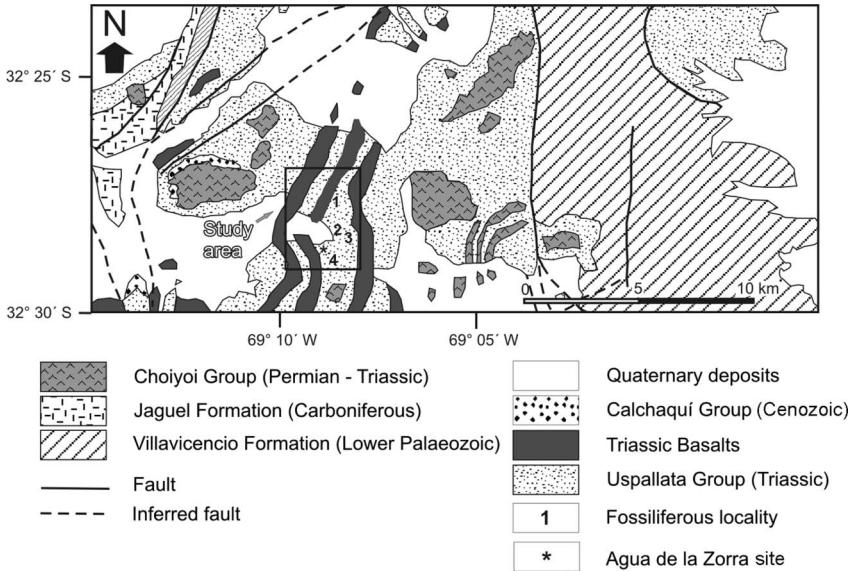 N
32° 25´ S
Study
area
1
2
3
* 4
0 5 10 km
32° 30´ S
69° 10´ W 69° 05´ W
Choiyoi Group (Permian - Triassic)
Jaguel Formation (Carboniferous)
Villavicencio Formation (Lower Palaeozoic)
Fault
Inferred fault
Quaternary deposits
Calchaquí Group (Cenozoic)
Triassic Basalts
Uspallata Group (Triassic)
1 Fossiliferous locality
* Agua de la Zorra site